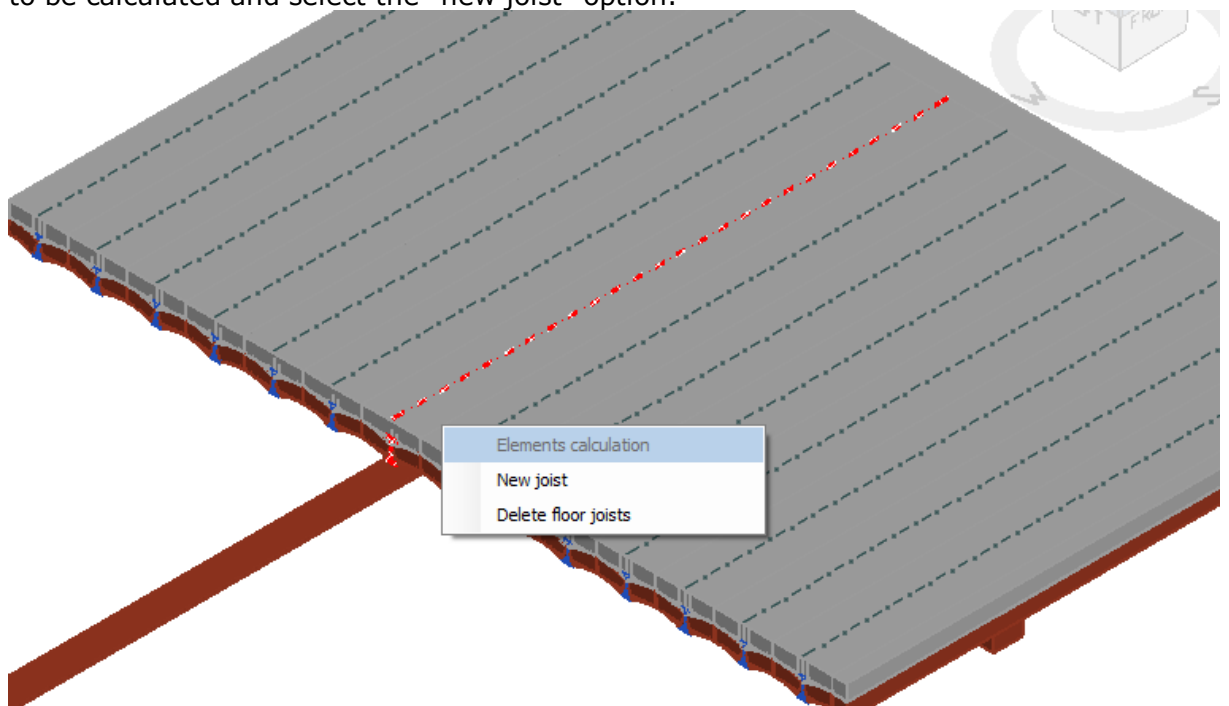 to be calculated and select the "new joist" option.
Elements calculation
New joist
Delete floor joists